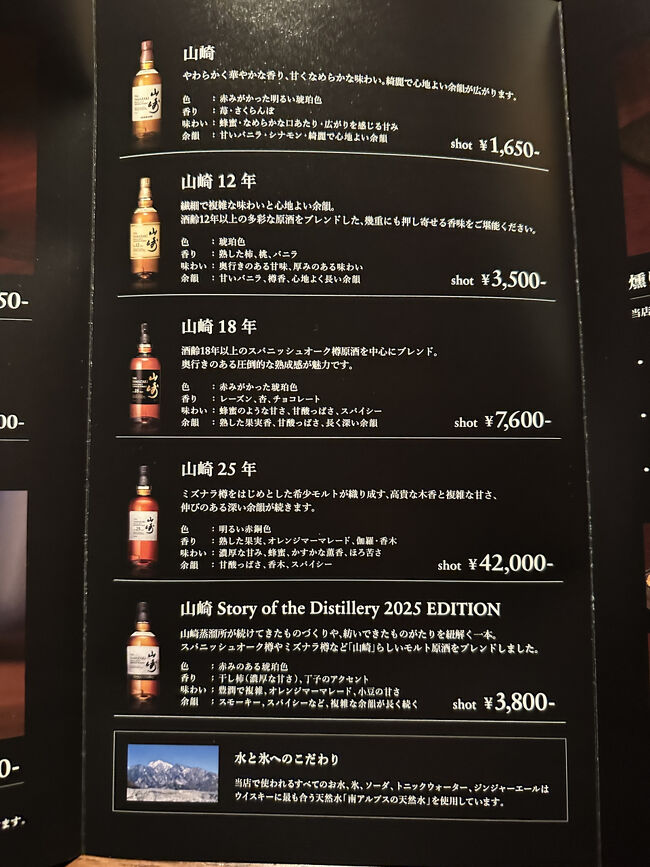 山崎
やわらかく華やかな香り、甘くなめらかな味わい。綺麗で心地よい余韻が広がります。
色 ： 赤みがかった明るい琥珀色
香り ： 苺・さくらんぼ
味わい ： 蜂蜜・なめらかな口あたり・広がりを感じる甘み
余韻 ： 甘いバニラ・シナモン・綺麗で心地よい余韻
shot ¥1,650-
山崎 12 年
繊細で複雑な味わいと心地よい余韻。
酒齢12年以上の多彩な原酒をブレンドした、幾重にも押し寄せる香味をご堪能ください。
色 ： 琥珀色
香り ： 熟した柿、桃、バニラ
味わい ： 奥行きのある甘味、厚みのある味わい
余韻 ： 甘いバニラ、樽香、心地よく長い余韻
shot ¥3,500-
山崎 18 年
酒齢18年以上のスパニッシュオーク樽原酒を中心にブレンド。
奥行きのある圧倒的な熟成感が魅力です。
色 ： 赤みがかった琥珀色
香り ： レーズン、杏、チョコレート
味わい ： 蜂蜜のような甘さ、甘酸っぱさ、スパイシー
余韻 ： 熟した果実香、甘酸っぱさ、長く深い余韻
shot ¥7,600-
山崎 25 年
ミズナラ樽をはじめとした希少モルトが織り成す、高貴な木香と複雑な甘さ、
伸びのある深い余韻が続きます。
色 ： 明るい赤銅色
香り ： 熟した果実、オレンジマーマレード、伽羅・香木
味わい ： 濃厚な甘み、蜂蜜、かすかな薫香、ほろ苦さ
余韻 ： 甘酸っぱさ、香木、スパイシー
shot ¥42,000-
山崎 Story of the Distillery 2025 EDITION
山崎蒸溜所が続けてきたものづくりや、紡いできたものがたりを紐解く一本。
スパニッシュオーク樽やミズナラ樽など「山崎」らしいモルト原酒をブレンドしました。
色 ： 赤みのある琥珀色
香り ： 干し柿（濃厚な甘さ）、丁子のアクセント
味わい ： 豊潤で複雑、オレンジマーマレード、小豆の甘さ
余韻 ： スモーキー、スパイシーなど、複雑な余韻が長く続く
shot ¥3,800-
水と氷へのこだわり
当店で使われるすべてのお水、氷、ソーダ、トニックウォーター、ジンジャーエールは
ウイスキーに最も合う天然水「南アルプスの天然水」を使用しています。
50-
00-
0-
ます。
当店